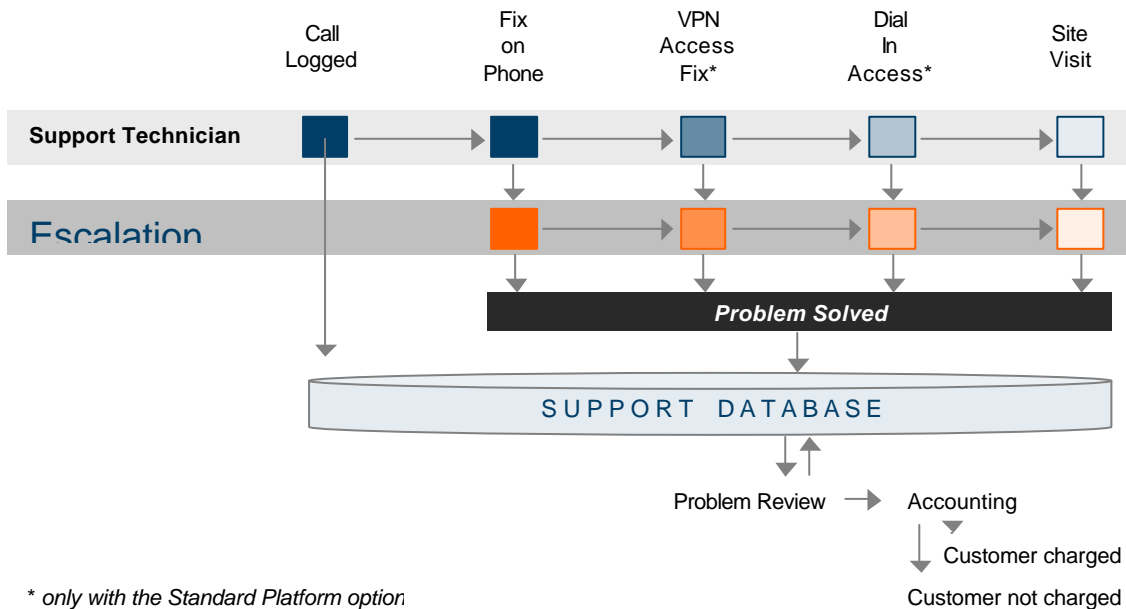 Call
Logged
Fix
on
Phone
VPN
Access
Fix*
Dial
In
Access*
Site
Visit
Support Technician
Escalation
Problem Solved
SUPPORT DATABASE
Problem Review
Accounting
Customer charged
* only with the Standard Platform option
Customer not charged